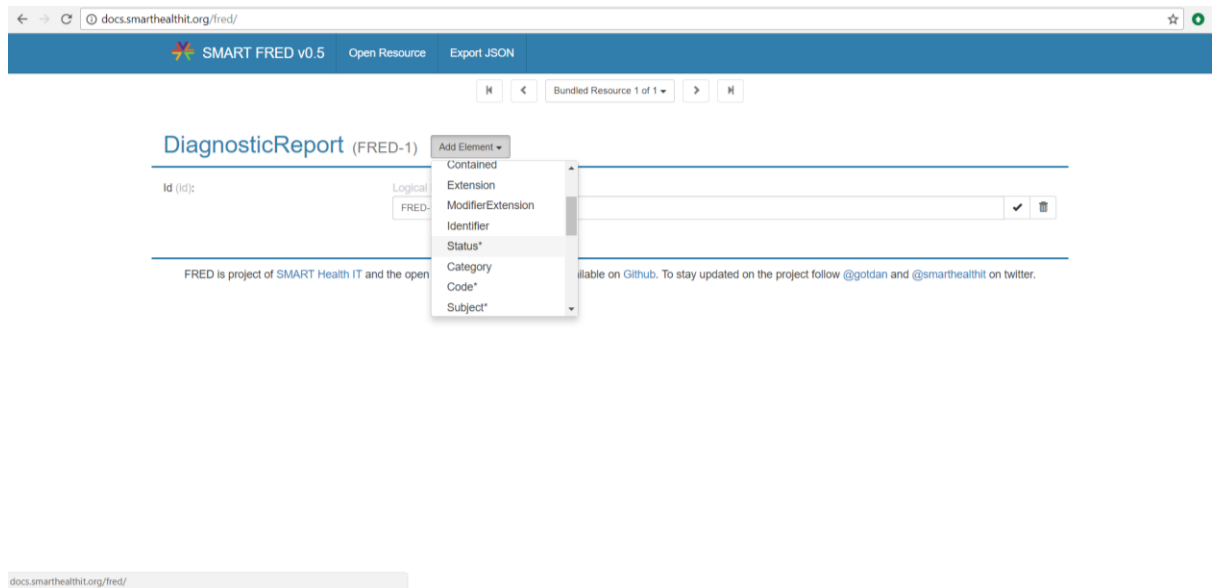 docs.smarthealthit.org/fred/
SMART FRED v0.5 Open Resource Export JSON
Bundled Resource 1 of 1
DiagnosticReport (FRED-1) Add Element
Contained
Id (id): Logical
Extension
FRED-
ModifierExtension
Identifier
Status*
Category
FRED is project of SMART Health IT and the open ilable on Github. To stay updated on the project follow @gotdan and @smarthealthit on twitter.
Code*
Subject*
docs.smarthealthit.org/fred/